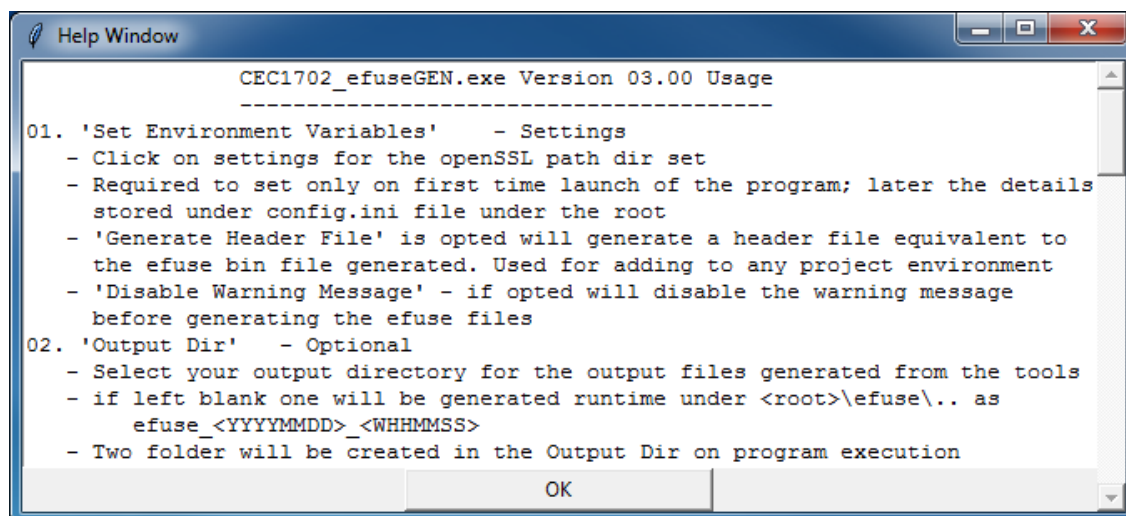 Help Window
CEC1702_efuseGEN.exe Version 03.00 Usage
----------------------------------------
01. 'Set Environment Variables'    - Settings
- Click on settings for the openSSL path dir set
- Required to set only on first time launch of the program; later the details
stored under config.ini file under the root
- 'Generate Header File' is opted will generate a header file equivalent to
the efuse bin file generated. Used for adding to any project environment
- 'Disable Warning Message' - if opted will disable the warning message
before generating the efuse files
02. 'Output Dir'   - Optional
- Select your output directory for the output files generated from the tools
- if left blank one will be generated runtime under <root>\efuse\.. as
efuse_<YYYYMMDD>_<WHHMMSS>
- Two folder will be created in the Output Dir on program execution
OK